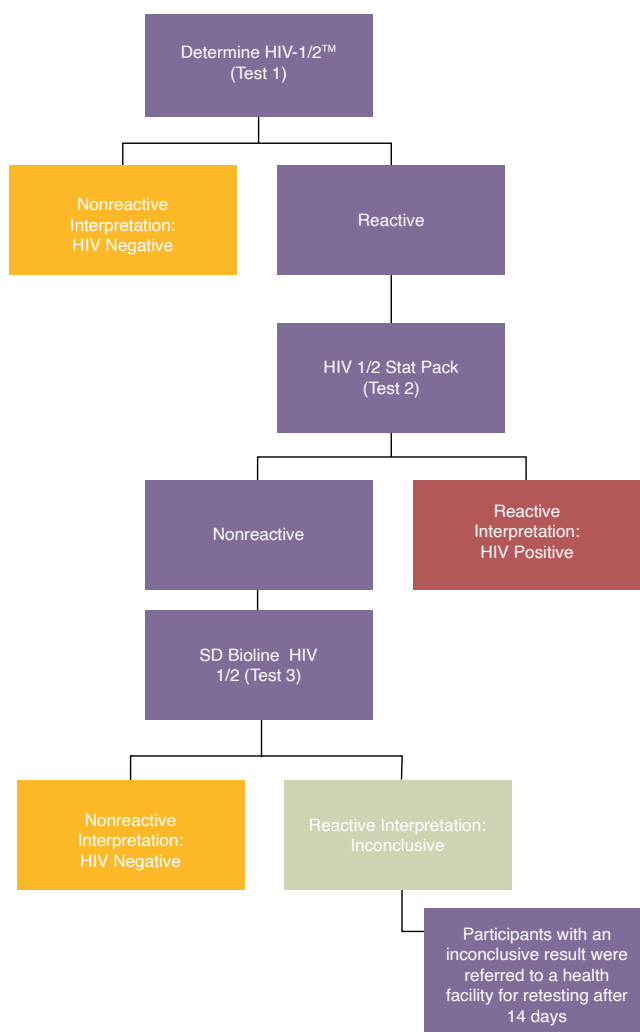 Determine HIV-1/2™
(Test 1)
Nonreactive
Interpretation:
HIV Negative
Reactive
HIV 1/2 Stat Pack
(Test 2)
Nonreactive
Reactive
Interpretation:
HIV Positive
SD Bioline HIV
1/2 (Test 3)
Nonreactive
Interpretation:
HIV Negative
Reactive Interpretation:
Inconclusive
Participants with an
inconclusive result were
referred to a health
facility for retesting after
14 days